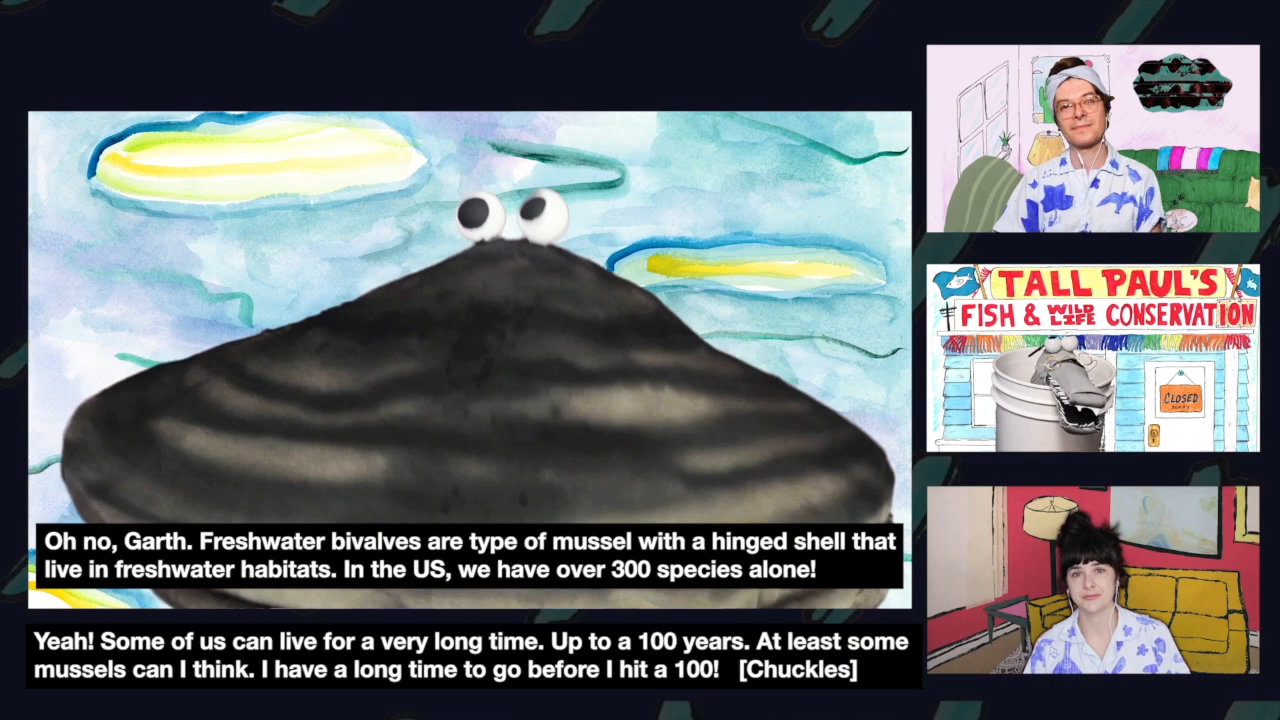 Oh no, Garth. Freshwater bivalves are type of mussel with a hinged shell that
live in freshwater habitats. In the US, we have over 300 species alone!
Yeah! Some of us can live for a very long time. Up to a 100 years. At least some
mussels can I think. I have a long time to go before I hit a 100! [Chuckles]
TALL PAUL'S
FISH & WILD LIFE CONSERVATION
CLOSED